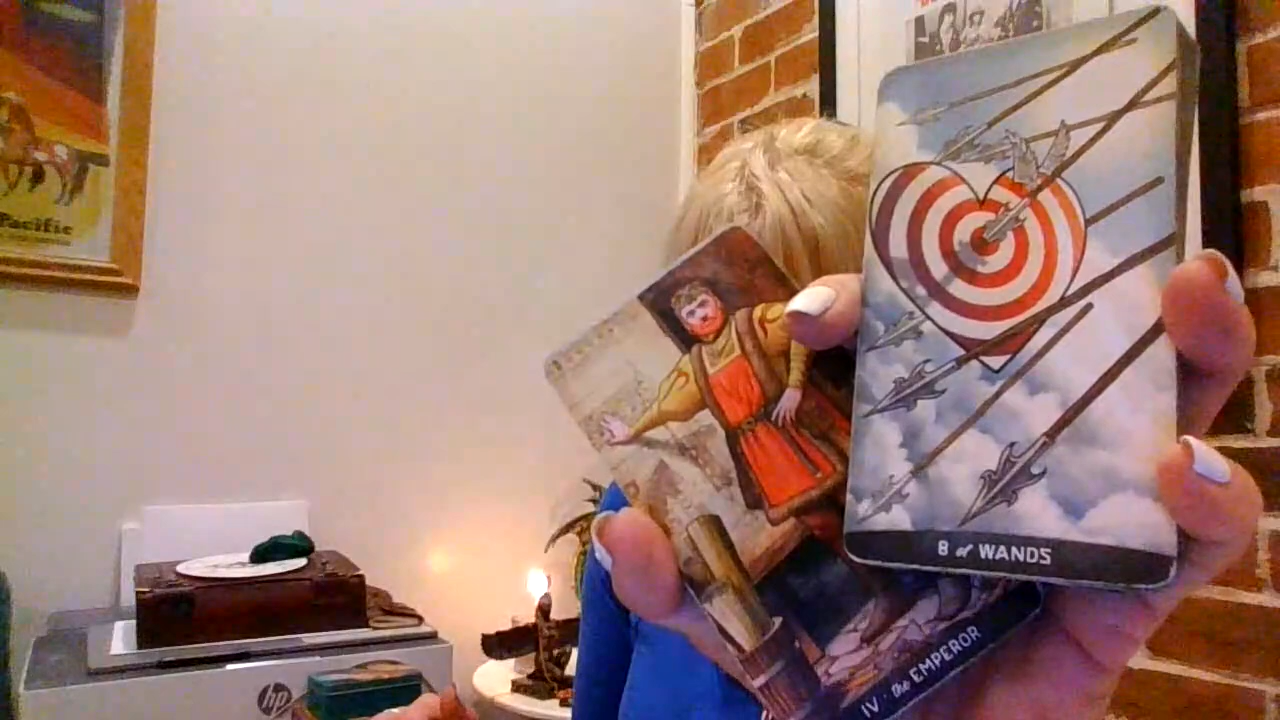 Pacific
hp
8 of WANDS
IV · the EMPEROR